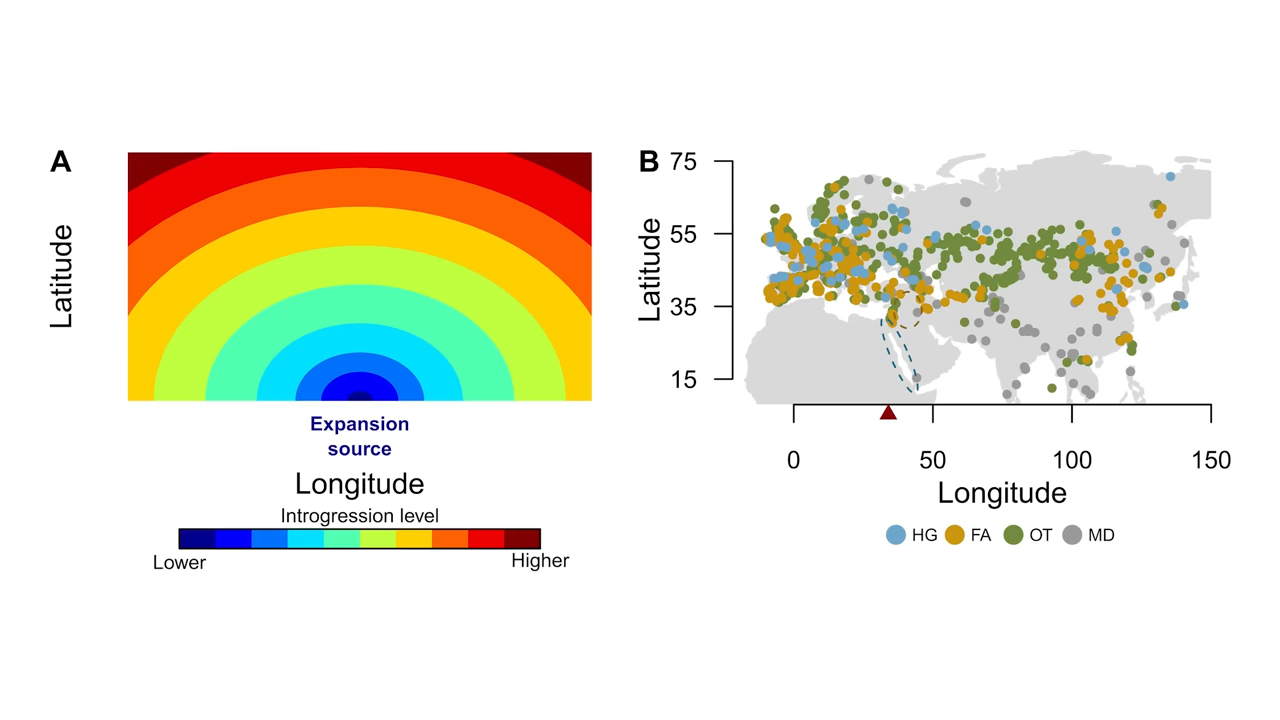 A
Latitude
Expansion
source
Longitude
Introgression level
Lower
Higher
B
Latitude
75
55
35
15
0
50
100
150
Longitude
HG
FA
OT
MD